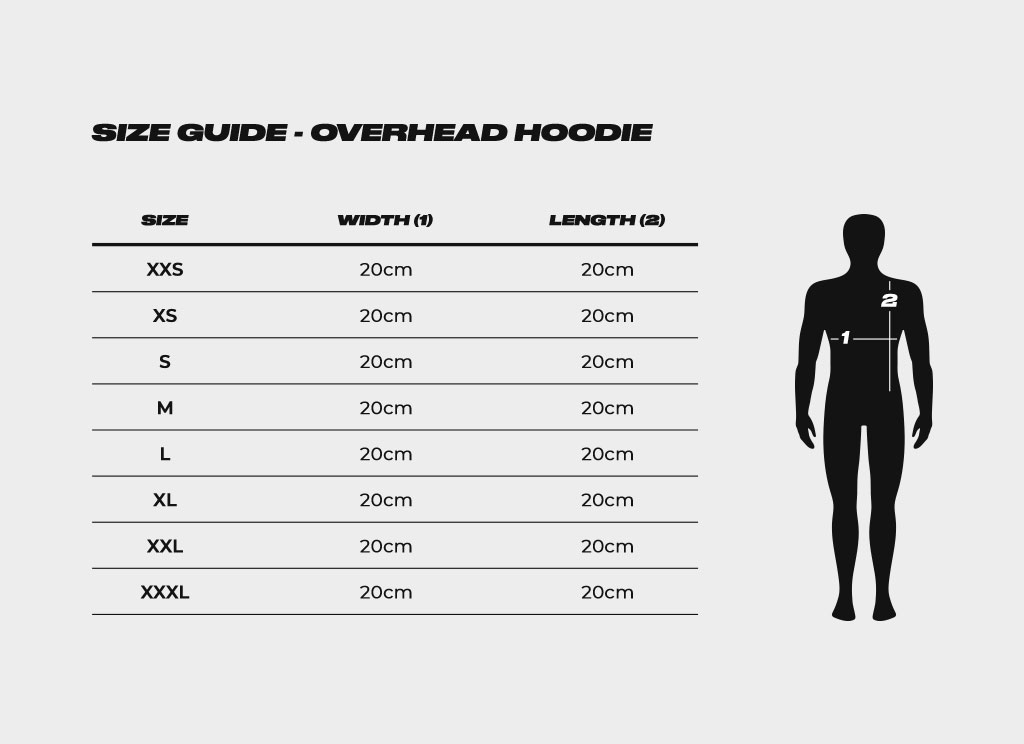 SIZE GUIDE - OVERHEAD HOODIE
SIZE WIDTH (1) LENGTH (2)
XXS 20cm 20cm
XS 20cm 20cm
S 20cm 20cm
M 20cm 20cm
L 20cm 20cm
XL 20cm 20cm
XXL 20cm 20cm
XXXL 20cm 20cm
2
1